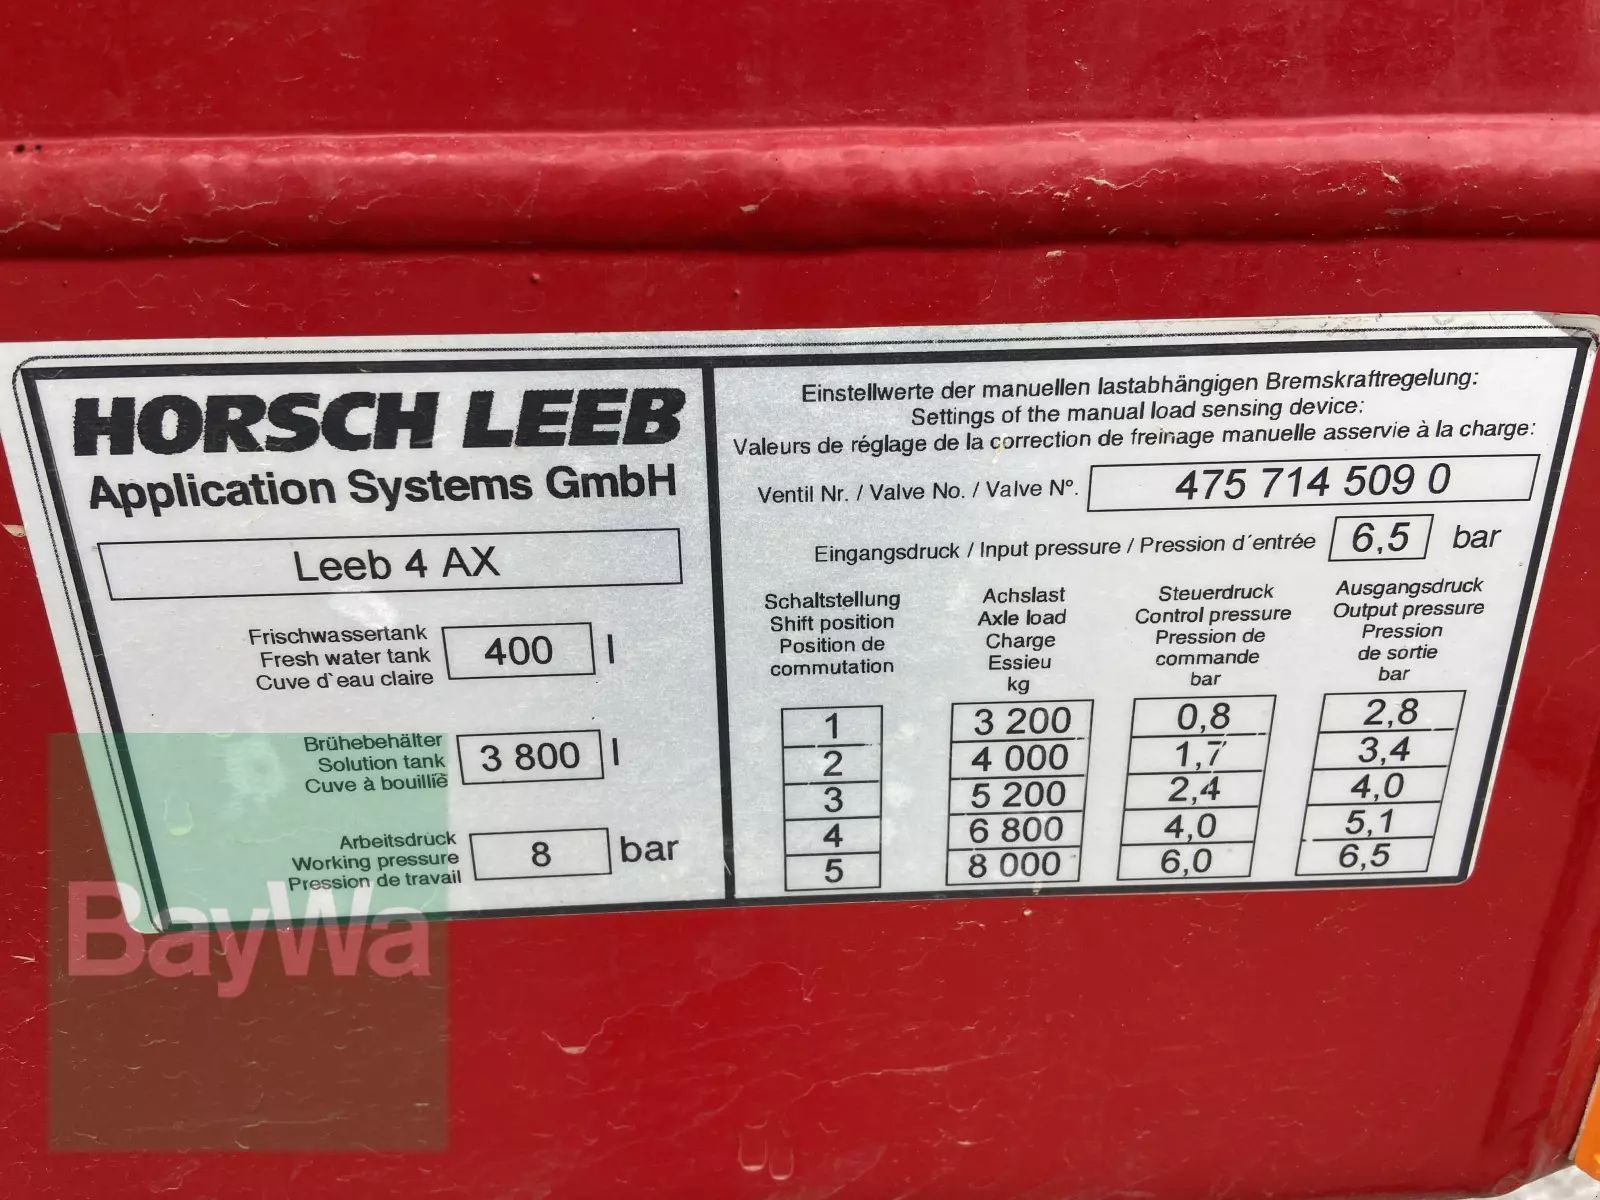 HORSCH LEEB
Application Systems GmbH
Leeb 4 AX
Frischwassertank
Fresh water tank 400 l
Cuve d`eau claire
Brühebehälter
Solution tank 3 800 l
Cuve à bouillie
Arbeitsdruck
Working pressure 8 bar
Pression de travail
Einstellwerte der manuellen lastabhängigen Bremskraftregelung:
Settings of the manual load sensing device:
Valeurs de réglage de la correction de freinage manuelle asservie à la charge:
Ventil Nr. / Valve No. / Valve Nº. 475 714 509 0
Eingangsdruck / Input pressure / Pression d´entrée 6,5 bar
Schaltstellung Achslast Steuerdruck Ausgangsdruck
Shift position Axle load Control pressure Output pressure
Position de Charge Pression de Pression
commutation Essieu commande de sortie
kg bar bar
1 3 200 0,8 2,8
2 4 000 1,7 3,4
3 5 200 2,4 4,0
4 6 800 4,0 5,1
5 8 000 6,0 6,5
BayWa